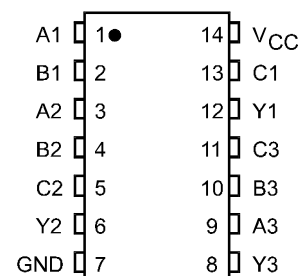 A1 1 14 VCC
B1 2 13 C1
A2 3 12 Y1
B2 4 11 C3
C2 5 10 B3
Y2 6 9 A3
GND 7 8 Y3